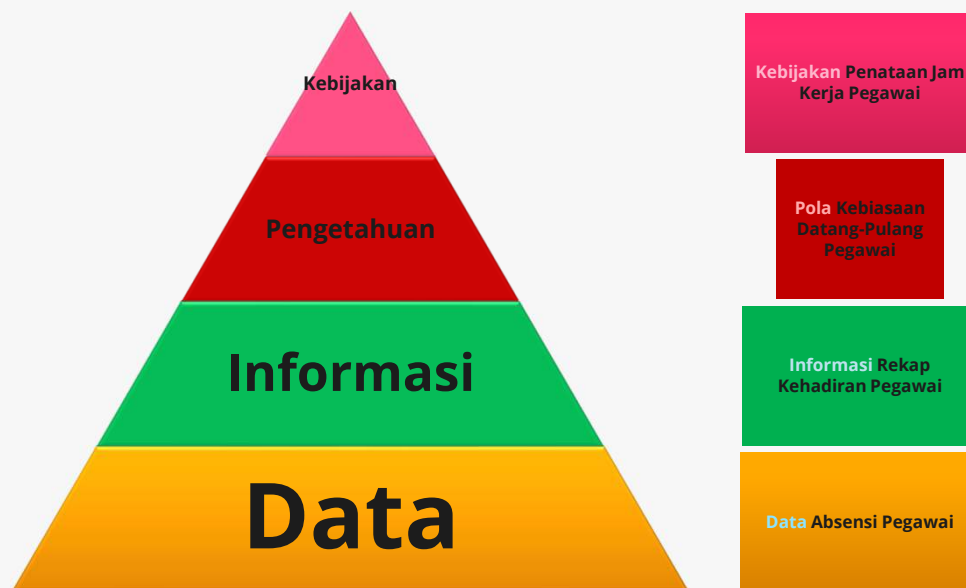 Kebijakan
Pengetahuan
Informasi
Data
Kebijakan Penataan Jam
Kerja Pegawai
Pola Kebiasaan
Datang-Pulang
Pegawai
Informasi Rekap
Kehadiran Pegawai
Data Absensi Pegawai